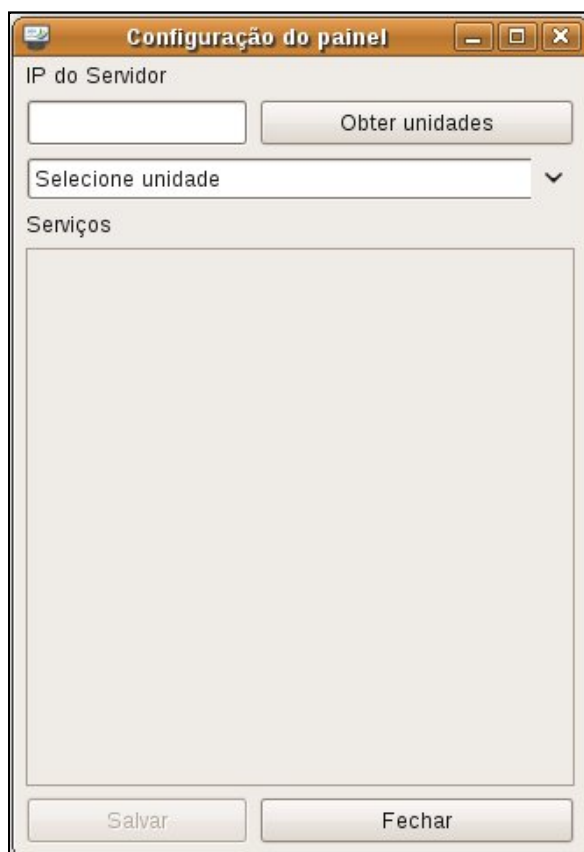 Configuração do painel
IP do Servidor
Obter unidades
Selecione unidade
Serviços
Salvar Fechar